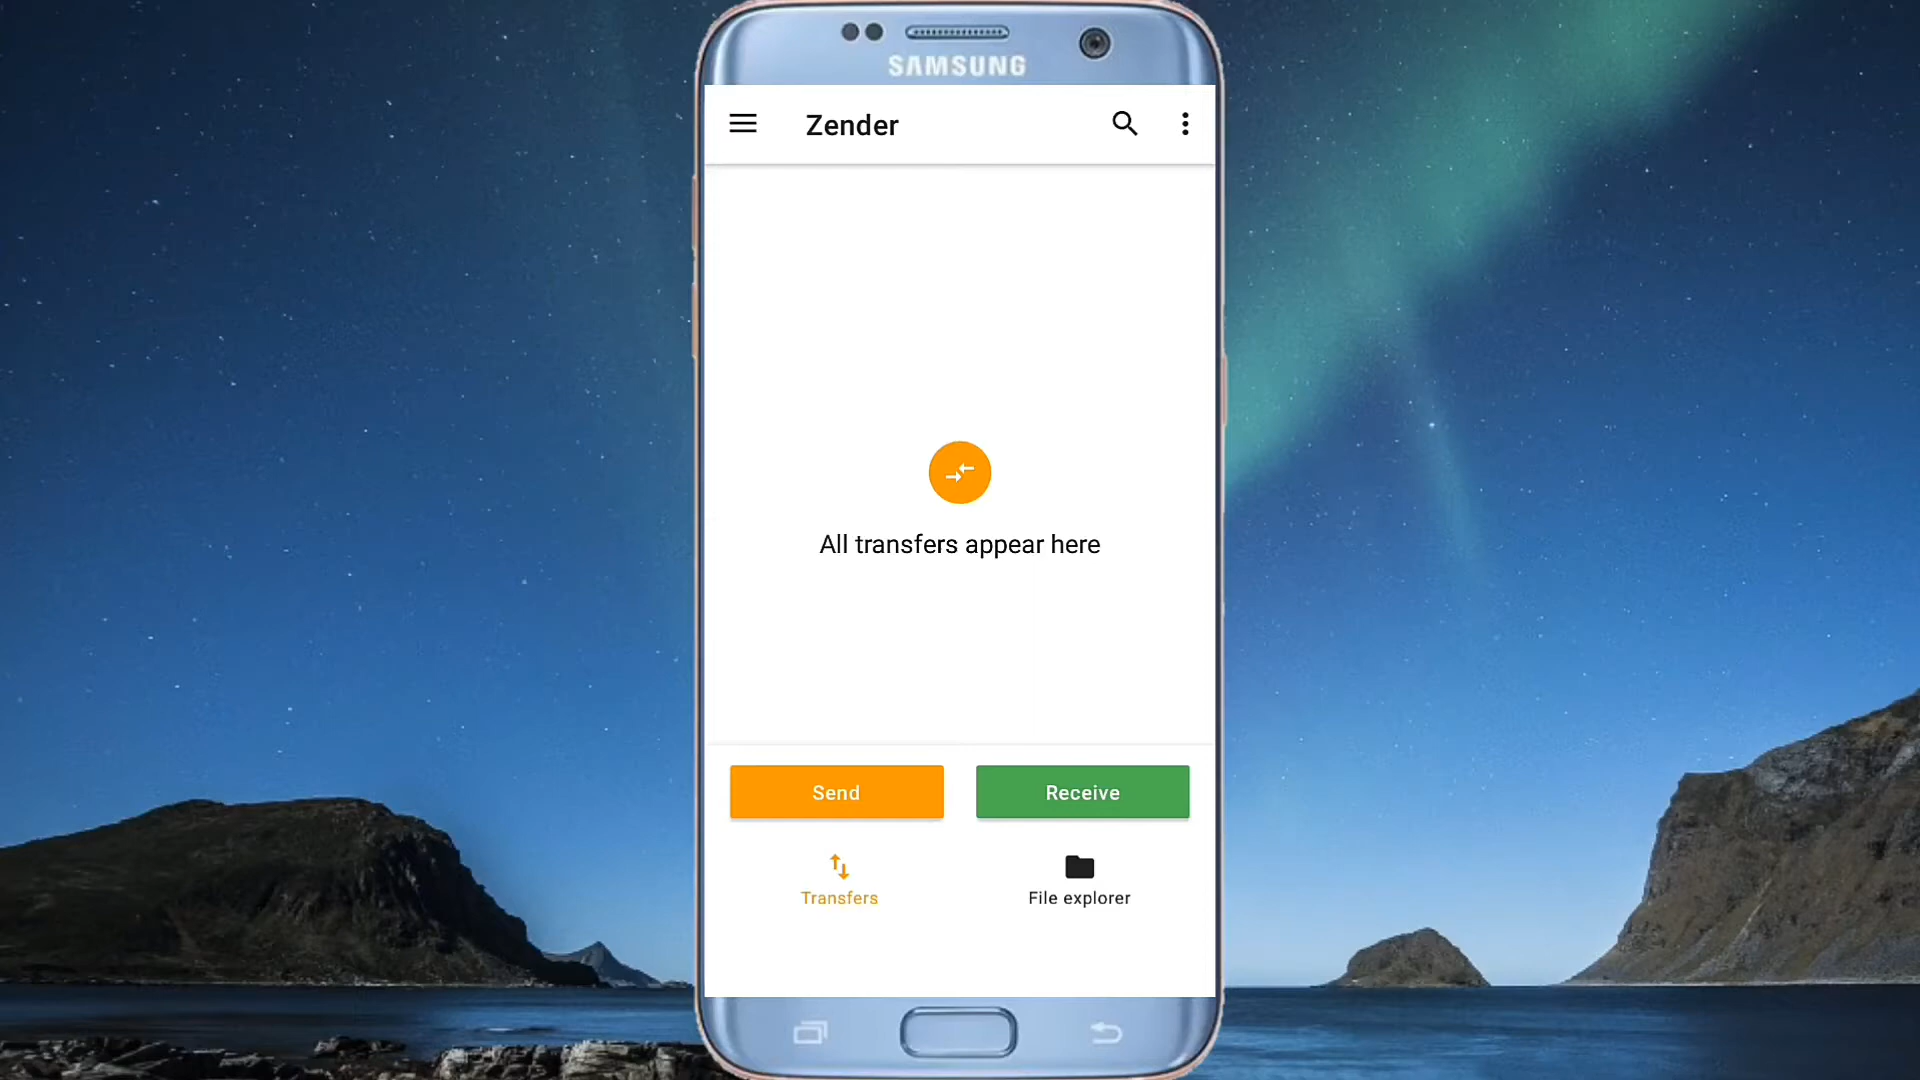 SAMSUNG
Zender
All transfers appear here
Send
Receive
Transfers
File explorer